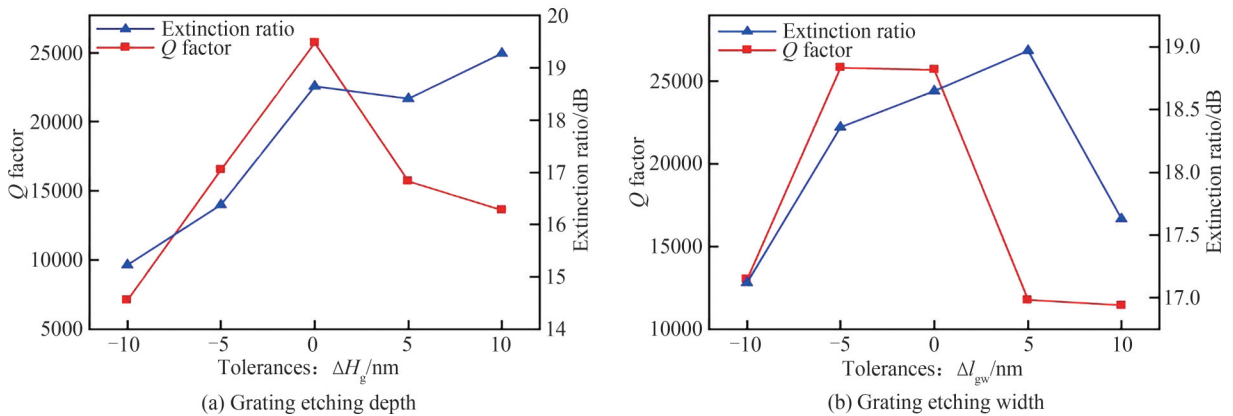 Extinction ratio
Q factor
25000
20000
15000
10000
5000
Q factor
20
19
18
17
16
15
14
Extinction ratio/dB
−10 −5 0 5 10
Tolerances：ΔHg/nm
(a) Grating etching depth
Extinction ratio
Q factor
25000
20000
15000
10000
Q factor
19.0
18.5
18.0
17.5
17.0
Extinction ratio/dB
−10 −5 0 5 10
Tolerances：Δlgw/nm
(b) Grating etching width